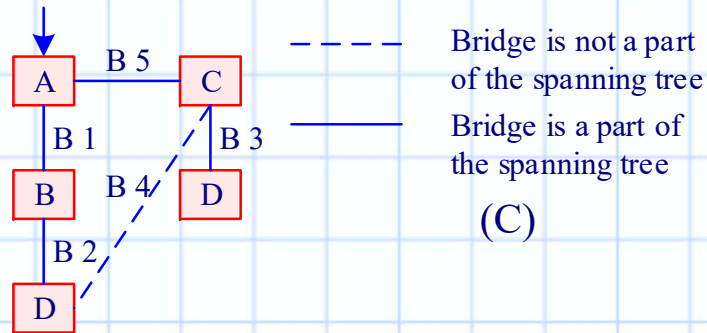 A
B 5
C
B 1
B 3
B
B 4
D
B 2
D
Bridge is not a part
of the spanning tree
Bridge is a part of
the spanning tree
(C)